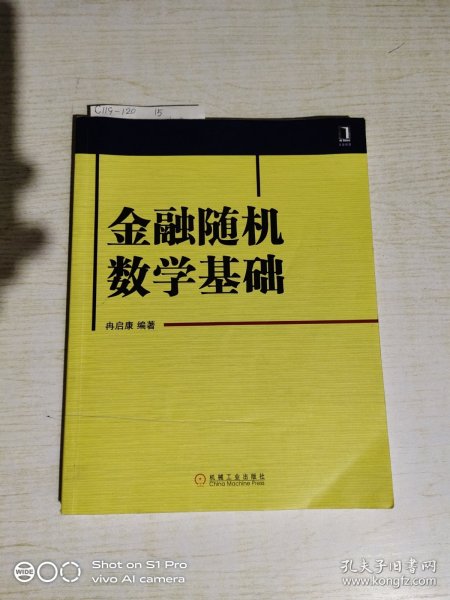 C119-120 15
金融随机
数学基础
冉启康 编著
机械工业出版社
China Machine Press
WIDE
Shot on S1 Pro
vivo AI camera
孔夫子旧书网
www.kongfz.com